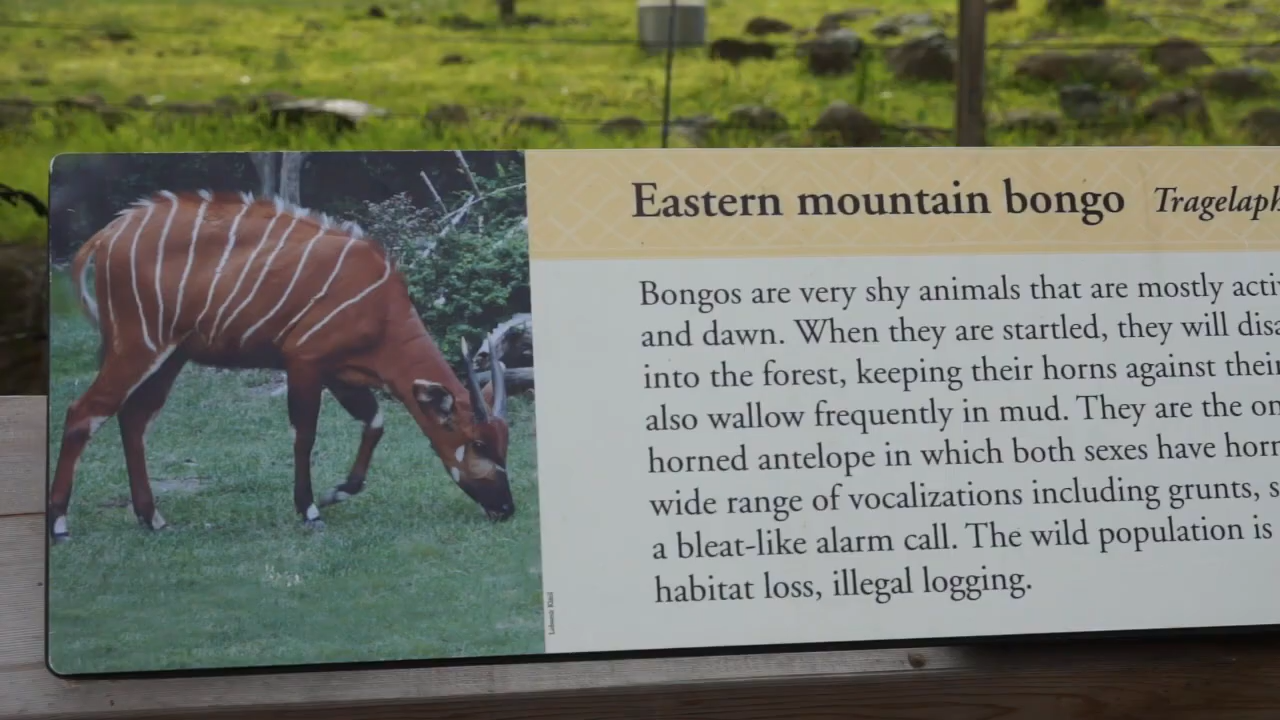 Eastern mountain bongo Tragelaph
Bongos are very shy animals that are mostly acti
and dawn. When they are startled, they will disa
into the forest, keeping their horns against their
also wallow frequently in mud. They are the on
horned antelope in which both sexes have horn
wide range of vocalizations including grunts, s
a bleat-like alarm call. The wild population is
habitat loss, illegal logging.